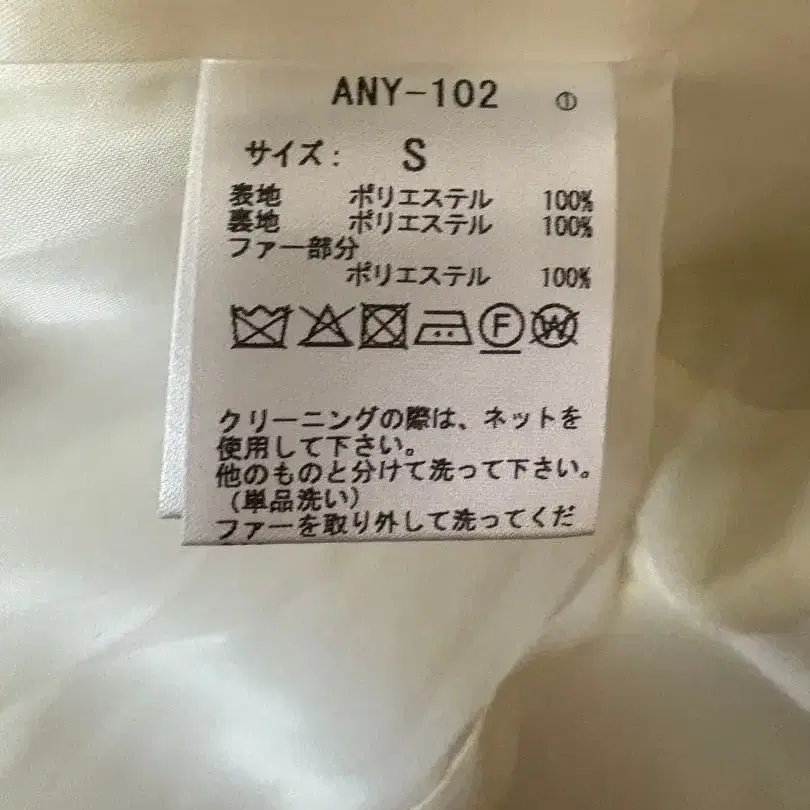 ANY-102 ①
サイズ: S
表地 ポリエステル 100%
裏地 ポリエステル 100%
ファー部分
ポリエステル 100%
F W
クリーニングの際は、ネットを
使用して下さい。
他のものと分けて洗って下さい。
(単品洗い)
ファーを取り外して洗ってくだ